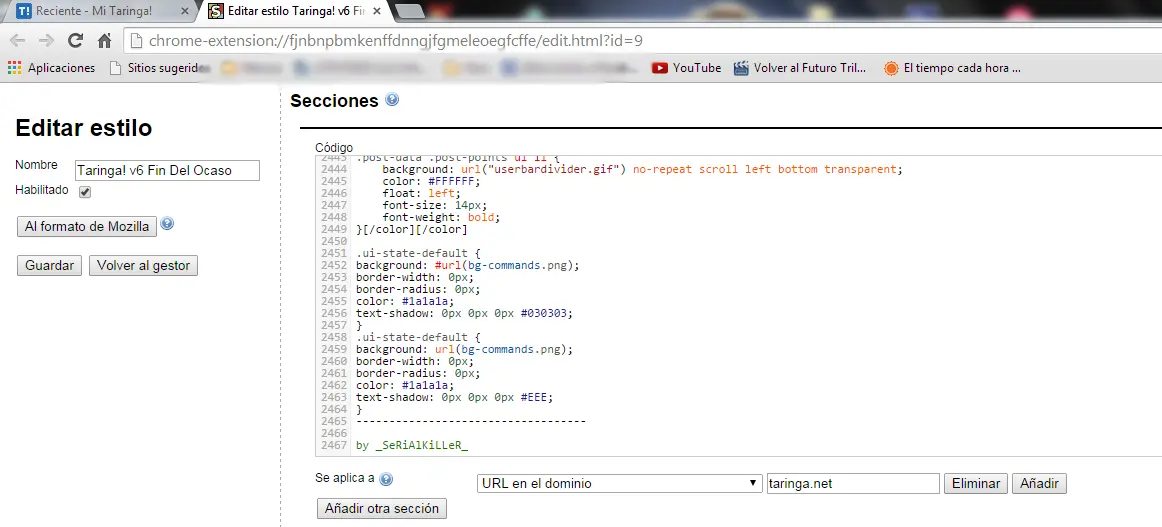 Reciente - Mi Taringa!
Editar estilo Taringa! v6 Fin
chrome-extension://fjnbnpbmkenffdnngjfgmeleoegfcffe/edit.html?id=9
Aplicaciones
Sitios sugeridos
YouTube
Volver al Futuro Tril...
El tiempo cada hora ...
Editar estilo
Nombre
Taringa! v6 Fin Del Ocaso
Habilitado
Al formato de Mozilla
Guardar
Volver al gestor
Secciones
Código
2443 .post-data .post-points ul li {
2444 background: url("userbardivider.gif") no-repeat scroll left bottom transparent;
2445 color: #FFFFFF;
2446 float: left;
2447 font-size: 14px;
2448 font-weight: bold;
2449 }[/color][/color]
2450
2451 .ui-state-default {
2452 background: #url(bg-commands.png);
2453 border-width: 0px;
2454 border-radius: 0px;
2455 color: #1a1a1a;
2456 text-shadow: 0px 0px 0px #030303;
2457 }
2458 .ui-state-default {
2459 background: url(bg-commands.png);
2460 border-width: 0px;
2461 border-radius: 0px;
2462 color: #1a1a1a;
2463 text-shadow: 0px 0px 0px #EEE;
2464 }
2465 -----------------------------------
2466
2467 by _SeRiAlKiLLeR_
Se aplica a
URL en el dominio
taringa.net
Eliminar
Añadir
Añadir otra sección